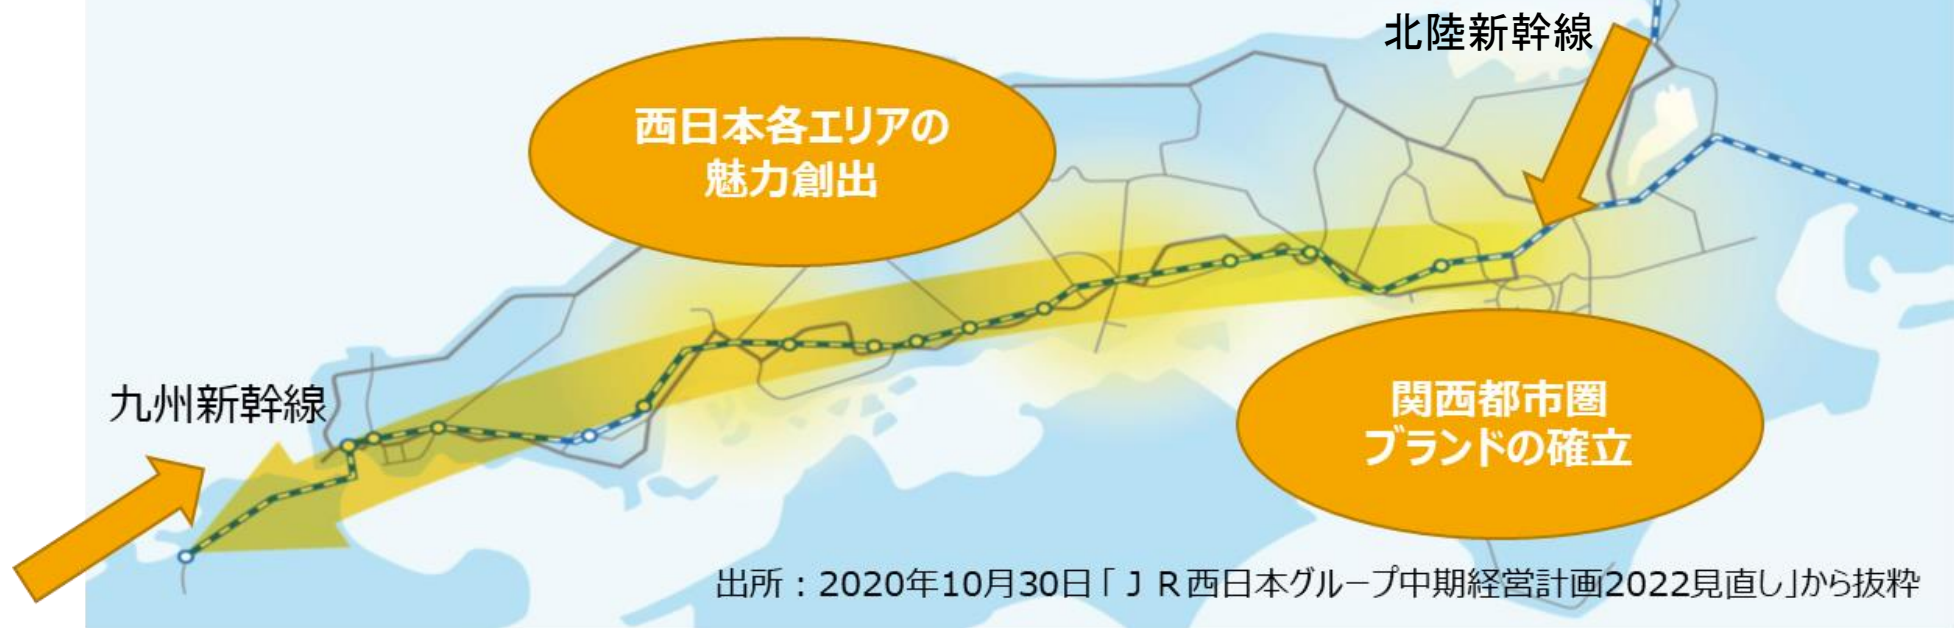 北陸新幹線
西日本各エリアの
魅力創出
九州新幹線
関西都市圏
ブランドの確立
出所：2020年10月30日「ＪＲ西日本グループ中期経営計画2022見直し」から抜粋